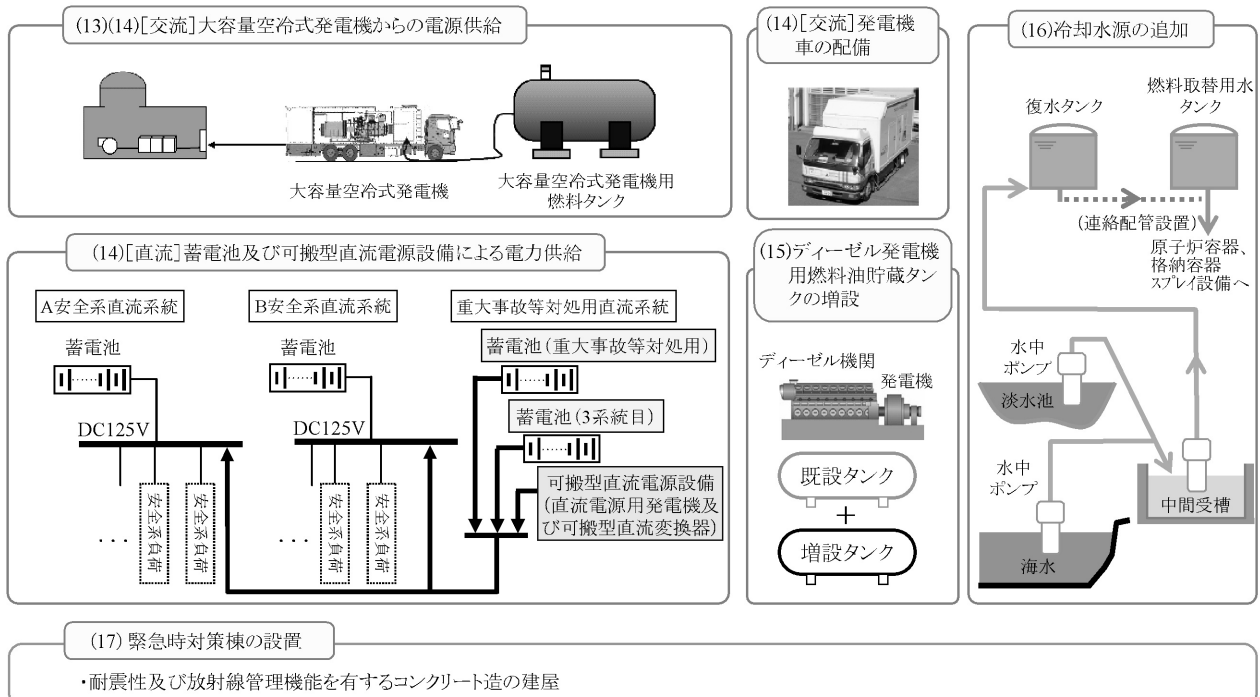 (13)(14)[交流]大容量空冷式発電機からの電源供給
大容量空冷式発電機
大容量空冷式発電機用
燃料タンク
(14)[交流]発電機
車の配備
(16)冷却水源の追加
復水タンク
燃料取替用水
タンク
(連絡配管設置)
原子炉容器、
格納容器
スプレイ設備へ
水中
ポンプ
淡水池
水中
ポンプ
海水
中間受槽
(14)[直流]蓄電池及び可搬型直流電源設備による電力供給
A安全系直流系統
蓄電池
DC125V
安全系負荷
安全系負荷
...
B安全系直流系統
蓄電池
DC125V
安全系負荷
安全系負荷
...
重大事故等対処用直流系統
蓄電池(重大事故等対処用)
蓄電池(3系統目)
可搬型直流電源設備
(直流電源用発電機及
び可搬型直流変換器)
(15)ディーゼル発電機
用燃料油貯蔵タン
クの増設
ディーゼル機関
発電機
既設タンク
+
増設タンク
(17) 緊急時対策棟の設置
・耐震性及び放射線管理機能を有するコンクリート造の建屋